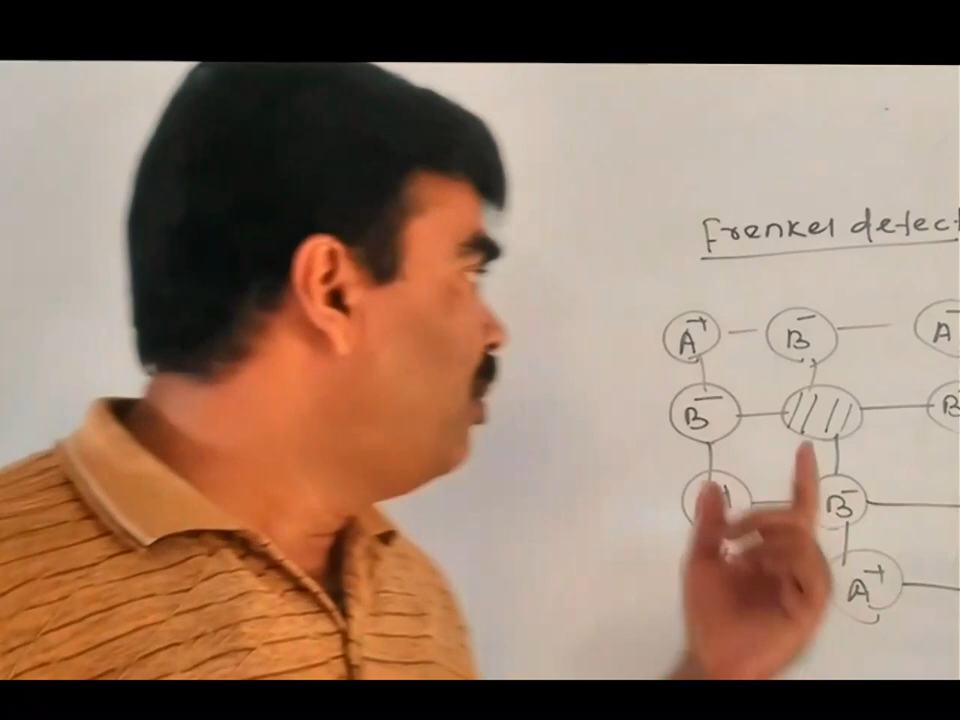 Frenkel defect
A⁺ B⁻ A
B⁻ B
B⁻
A⁺